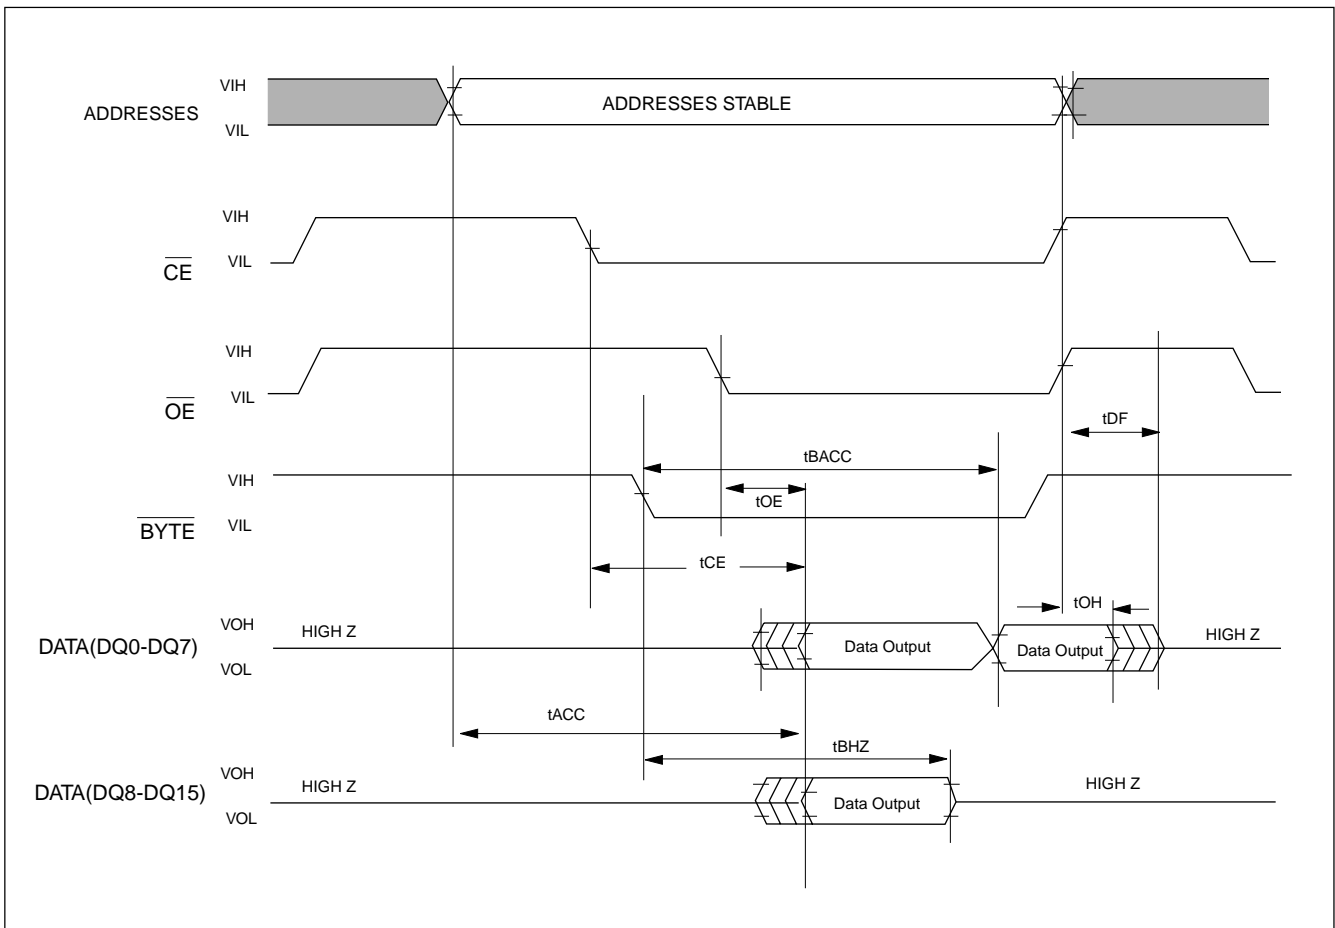 ADDRESSES
VIH
VIL
ADDRESSES STABLE
CE
VIH
VIL
OE
VIH
VIL
tDF
BYTE
VIH
VIL
tBACC
tOE
tCE
DATA(DQ0-DQ7)
VOH
VOL
HIGH Z
Data Output
Data Output
tOH
HIGH Z
tACC
tBHZ
DATA(DQ8-DQ15)
VOH
VOL
HIGH Z
Data Output
HIGH Z